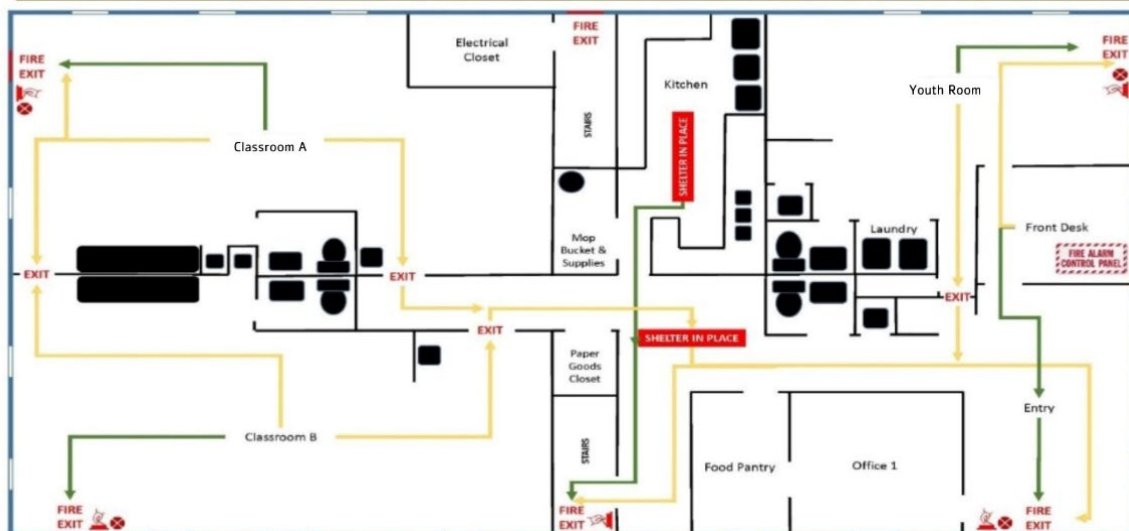 FIRE
EXIT
Electrical
Closet
FIRE
EXIT
Kitchen
FIRE
EXIT
Youth Room
STAIRS
SHELTER IN PLACE
Classroom A
Mop
Bucket &
Supplies
Laundry
Front Desk
FIRE ALARM
CONTROL PANEL
EXIT
EXIT
EXIT
EXIT
SHELTER IN PLACE
Paper
Goods
Closet
Entry
Classroom B
STAIRS
Food Pantry
Office 1
FIRE
EXIT
FIRE
EXIT
FIRE
EXIT